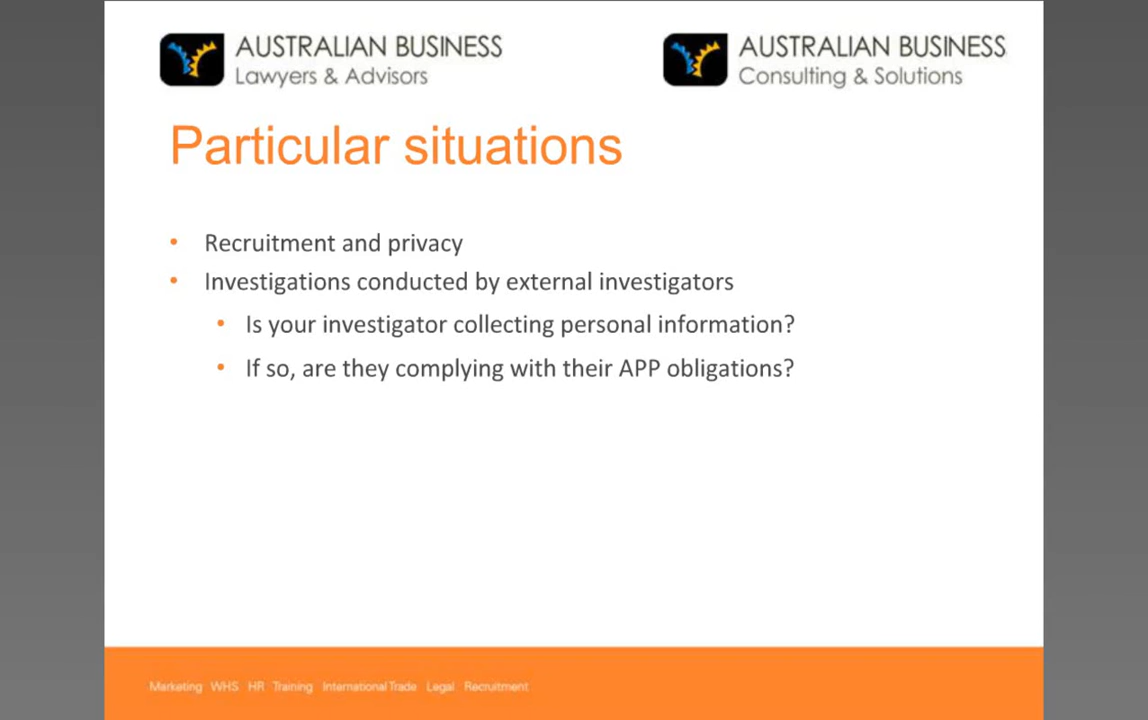 AUSTRALIAN BUSINESS
Lawyers & Advisors
AUSTRALIAN BUSINESS
Consulting & Solutions
Particular situations
• Recruitment and privacy
• Investigations conducted by external investigators
• Is your investigator collecting personal information?
• If so, are they complying with their APP obligations?
Marketing WHS HR Training International Trade Legal Recruitment